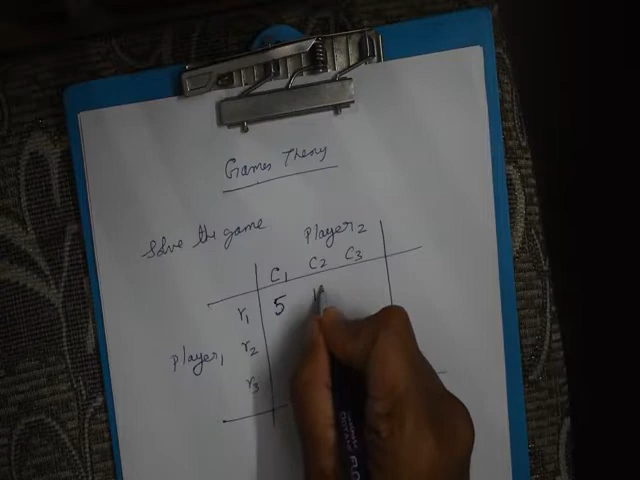 Games Theory
Solve the game
Player 2
C1 C2 C3
r1 5
Player1 r2
r3